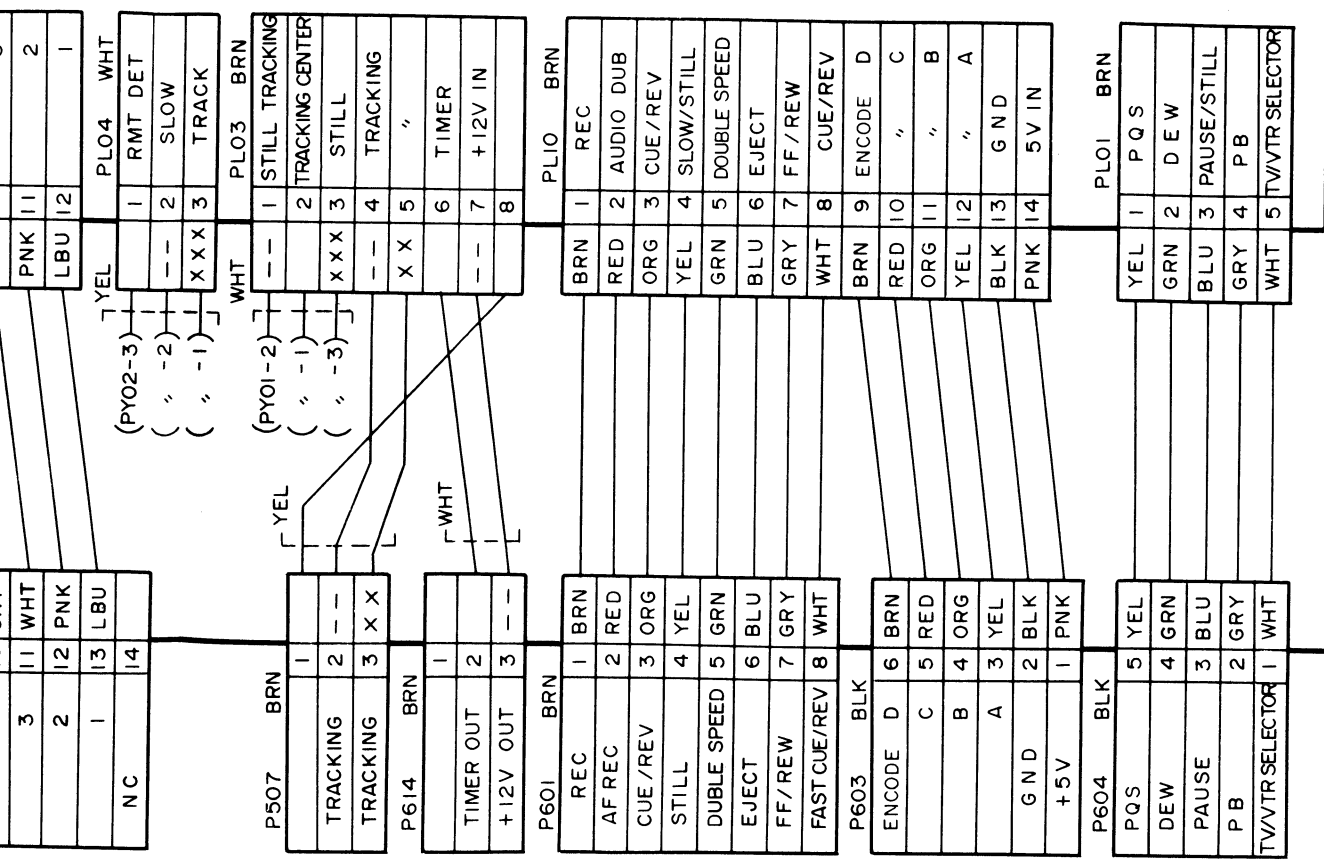 2
1
PNK 11
LBU 12
PL04 WHT
YEL
1 RMT DET
-- 2 SLOW
XXX 3 TRACK
(PY02-3)
( " -2)
( " -1)
PL03 BRN
WHT
-- 1 STILL TRACKING
2 TRACKING CENTER
XXX 3 STILL
-- 4 TRACKING
XX 5 "
6 TIMER
-- 7 +12V IN
8
(PY01-2)
( " -1)
( " -3)
PL10 BRN
BRN 1 REC
RED 2 AUDIO DUB
ORG 3 CUE/REV
YEL 4 SLOW/STILL
GRN 5 DOUBLE SPEED
BLU 6 EJECT
GRY 7 FF/REW
WHT 8 CUE/REV
BRN 9 ENCODE D
RED 10 " C
ORG 11 " B
YEL 12 " A
BLK 13 GND
PNK 14 5V IN
PL01 BRN
YEL 1 PQS
GRN 2 DEW
BLU 3 PAUSE/STILL
GRY 4 PB
WHT 5 TV/VTR SELECTOR
3 11 WHT
2 12 PNK
1 13 LBU
NC 14
P507 BRN
YEL
1
TRACKING 2 --
TRACKING 3 XX
P614 BRN
WHT
1
TIMER OUT 2
+12V OUT 3 --
P601 BRN
REC 1 BRN
AF REC 2 RED
CUE/REV 3 ORG
STILL 4 YEL
DUBLE SPEED 5 GRN
EJECT 6 BLU
FF/REW 7 GRY
FAST CUE/REV 8 WHT
P603 BLK
ENCODE D 6 BRN
C 5 RED
B 4 ORG
A 3 YEL
GND 2 BLK
+5V 1 PNK
P604 BLK
PQS 5 YEL
DEW 4 GRN
PAUSE 3 BLU
PB 2 GRY
TV/VTR SELECTOR 1 WHT